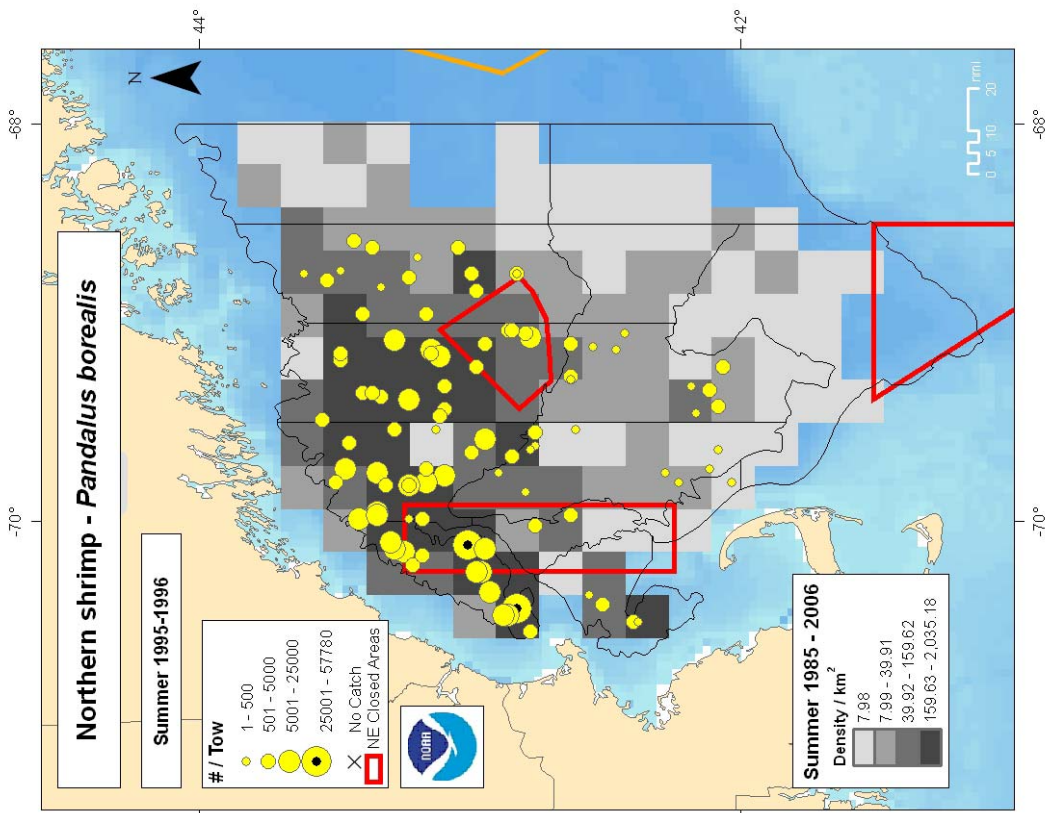 Northern shrimp - Pandalus borealis
Summer 1995-1996
# / Tow
1 - 500
501 - 5000
5001 - 25000
25001 - 57780
No Catch
NE Closed Areas
NOAA
Summer 1985 - 2006
Density / km²
7.98
7.99 - 39.91
39.92 - 159.62
159.63 - 2,035.18
N
44°
42°
-70°
-68°
-70°
-68°
0 5 10 20
nmi